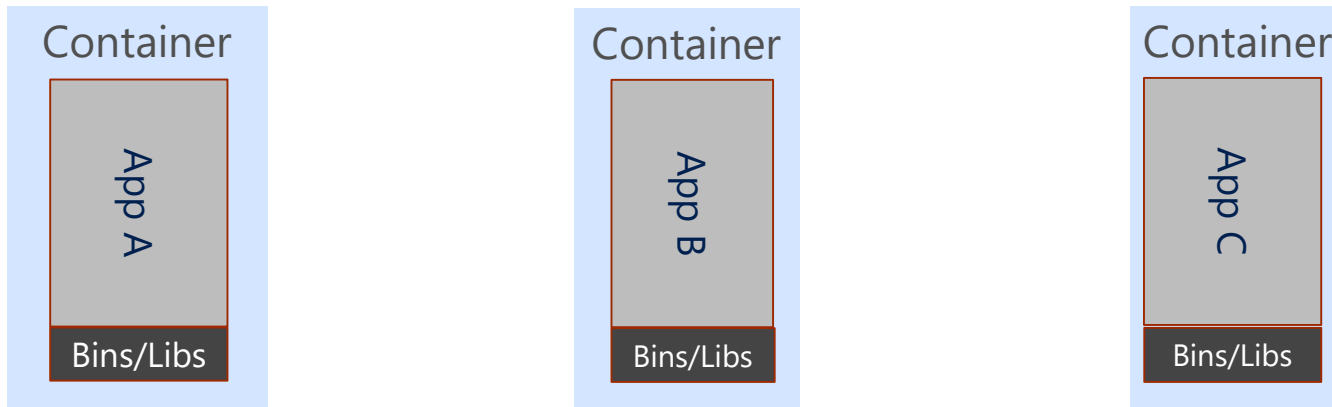 Container
App A
Bins/Libs
Container
App B
Bins/Libs
Container
App C
Bins/Libs